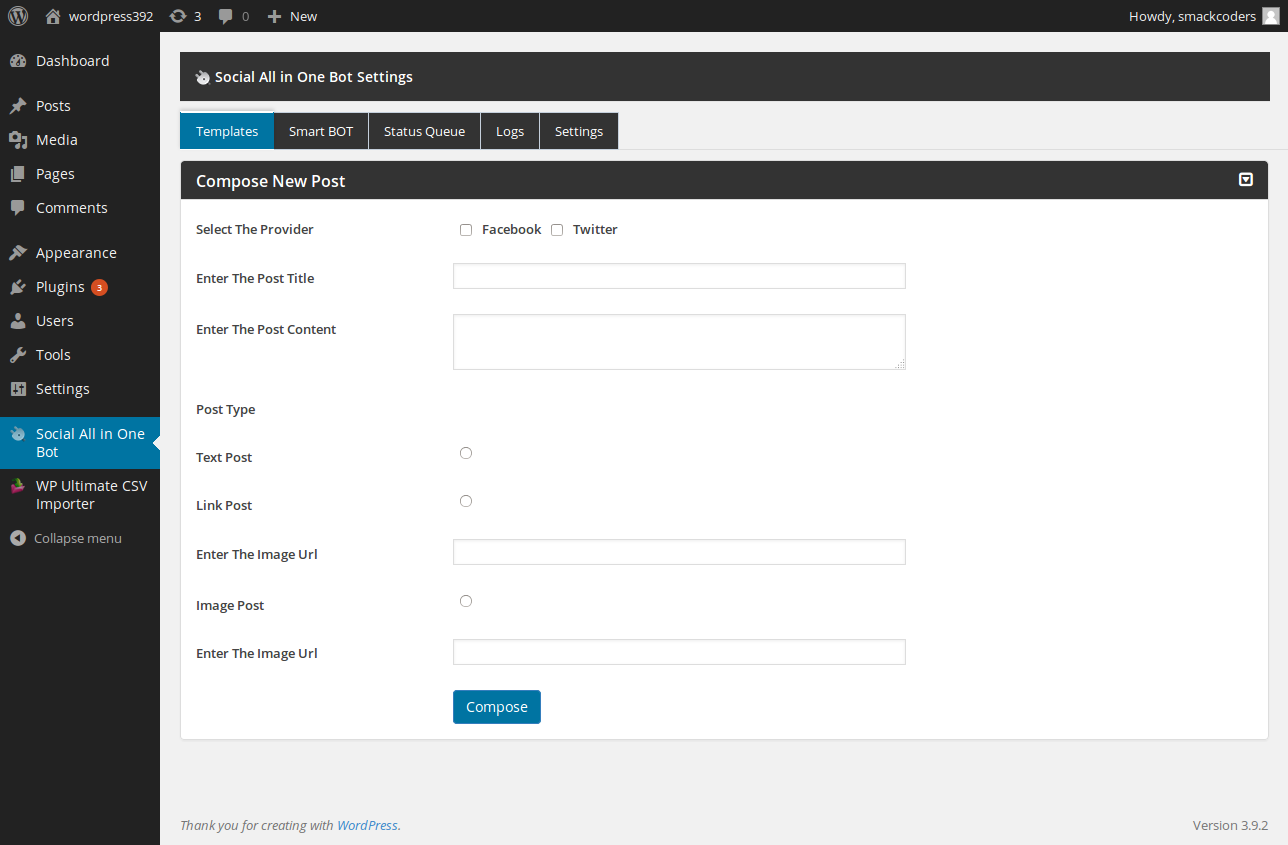 wordpress392 3 0 New Howdy, smackcoders
Dashboard
Posts
Media
Pages
Comments
Appearance
Plugins 3
Users
Tools
Settings
Social All in One
Bot
WP Ultimate CSV
Importer
Collapse menu
Social All in One Bot Settings
Templates Smart BOT Status Queue Logs Settings
Compose New Post
Select The Provider Facebook Twitter
Enter The Post Title
Enter The Post Content
Post Type
Text Post
Link Post
Enter The Image Url
Image Post
Enter The Image Url
Compose
Thank you for creating with WordPress. Version 3.9.2